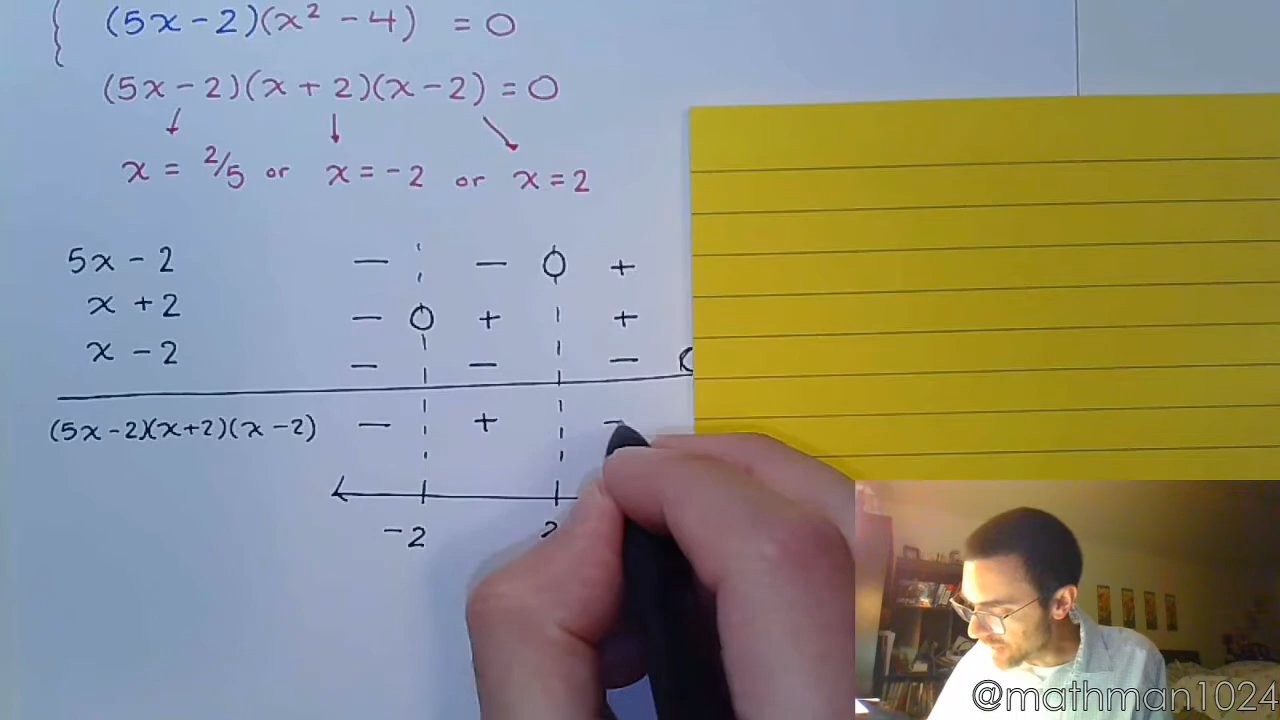 (5x - 2)(x² - 4) = 0
(5x - 2)(x + 2)(x - 2) = 0
x = 2/5 or x = -2 or x = 2
5x - 2 — — 0 +
x + 2 — 0 + +
x - 2 — — —
(5x - 2)(x + 2)(x - 2) — + —
-2 2
@mathman1024